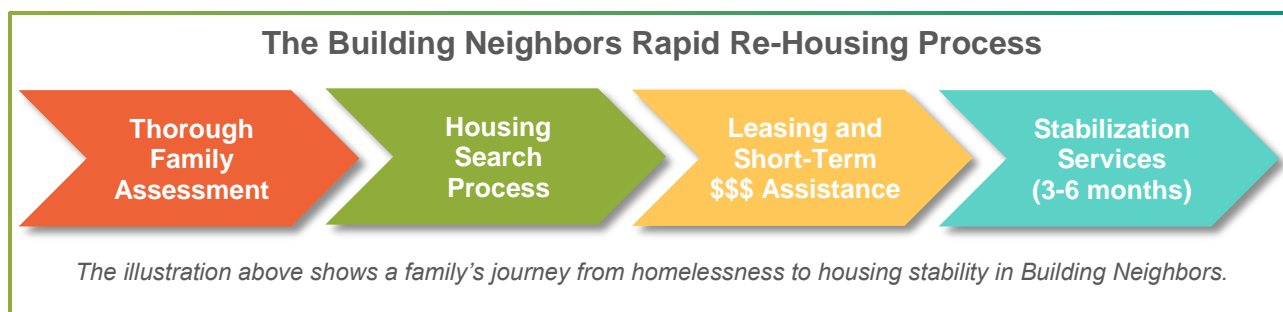 The Building Neighbors Rapid Re-Housing Process
Thorough
Family
Assessment
Housing
Search
Process
Leasing and
Short-Term
$$$ Assistance
Stabilization
Services
(3-6 months)
The illustration above shows a family’s journey from homelessness to housing stability in Building Neighbors.